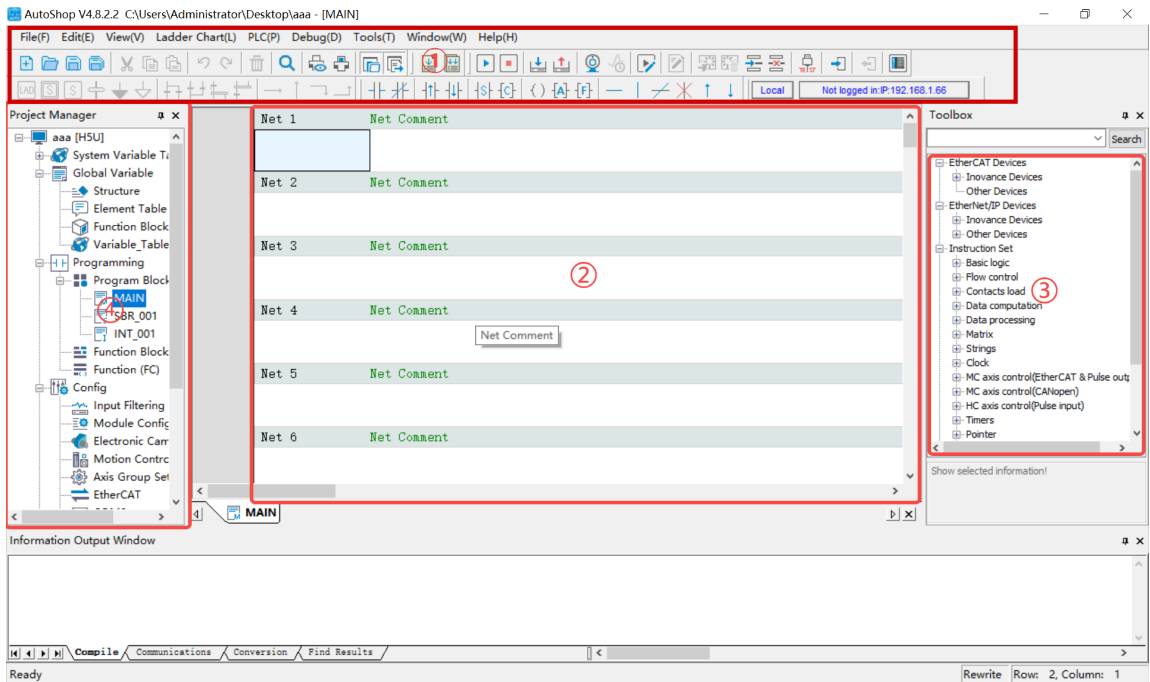 AutoShop V4.8.2.2 C:\Users\Administrator\Desktop\aaa - [MAIN]
File(F) Edit(E) View(V) Ladder Chart(L) PLC(P) Debug(D) Tools(T) Window(W) Help(H)
①
LAD S S S C A F Local Not logged in:IP:192.168.1.66
Project Manager
aaa [H5U]
System Variable Ta
Global Variable
Structure
Element Table
Function Block
Variable_Table
Programming
Program Block
MAIN
④
SBR_001
INT_001
Function Block
Function (FC)
Config
Input Filtering
Module Config
Electronic Cam
Motion Contro
Axis Group Set
EtherCAT
Net 1 Net Comment
Net 2 Net Comment
Net 3 Net Comment
②
Net 4 Net Comment
Net Comment
Net 5 Net Comment
Net 6 Net Comment
MAIN
Toolbox
Search
EtherCAT Devices
Inovance Devices
Other Devices
EtherNet/IP Devices
Inovance Devices
Other Devices
Instruction Set
Basic logic
Flow control
Contacts load
③
Data computation
Data processing
Matrix
Strings
Clock
MC axis control(EtherCAT & Pulse outp
MC axis control(CANopen)
HC axis control(Pulse input)
Timers
Pointer
Show selected information!
Information Output Window
Compile Communications Conversion Find Results
Ready Rewrite Row: 2, Column: 1